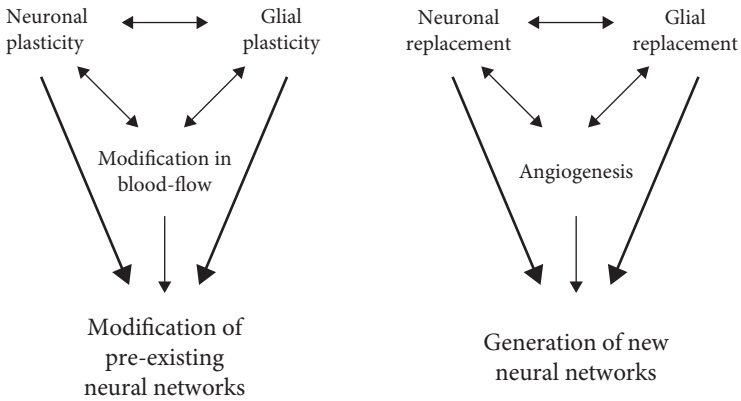 Neuronal
plasticity
Glial
plasticity
Modification in
blood-flow
Modification of
pre-existing
neural networks
Neuronal
replacement
Glial
replacement
Angiogenesis
Generation of new
neural networks